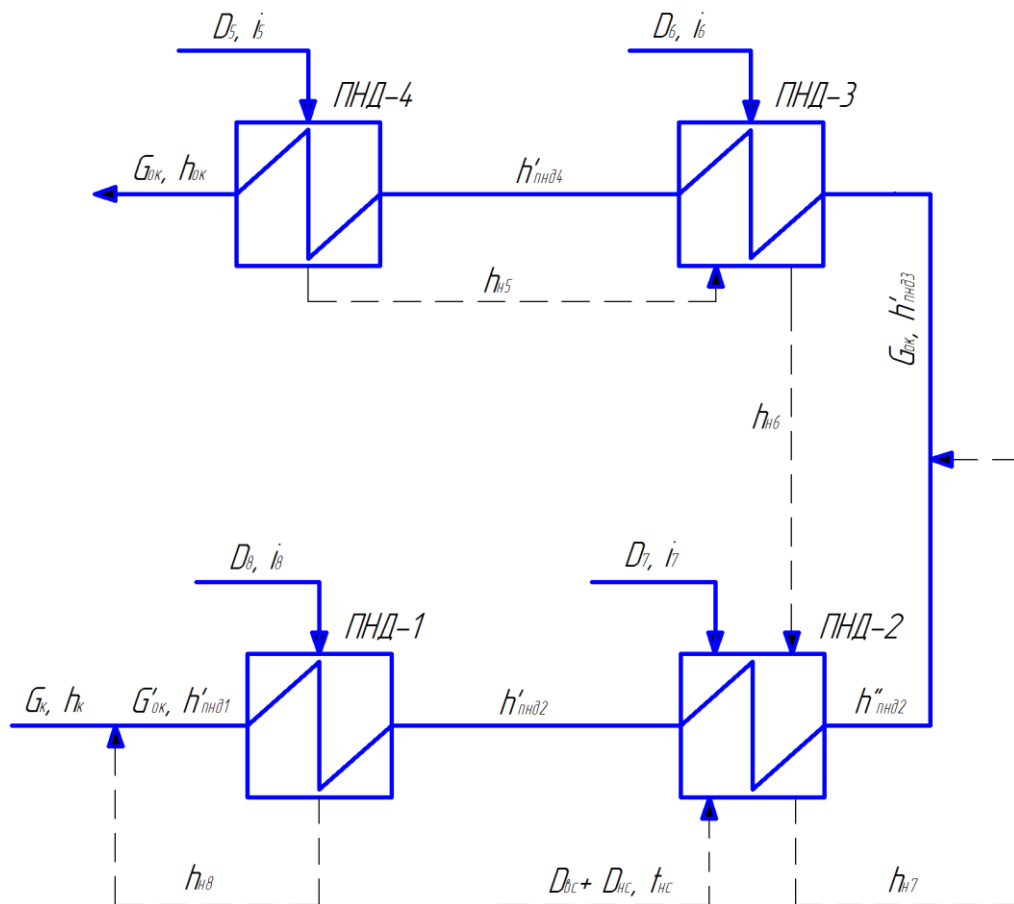 D₅, i₅
D₆, i₆
ПНД-4
ПНД-3
Gок, hок
h'пнд4
hн5
Gок, h'пнд3
hн6
D₈, i₈
D₇, i₇
ПНД-1
ПНД-2
Gк, hк
G'ок, h'пнд1
h'пнд2
h"пнд2
hн8
Dвс + Dнс, tнс
hн7